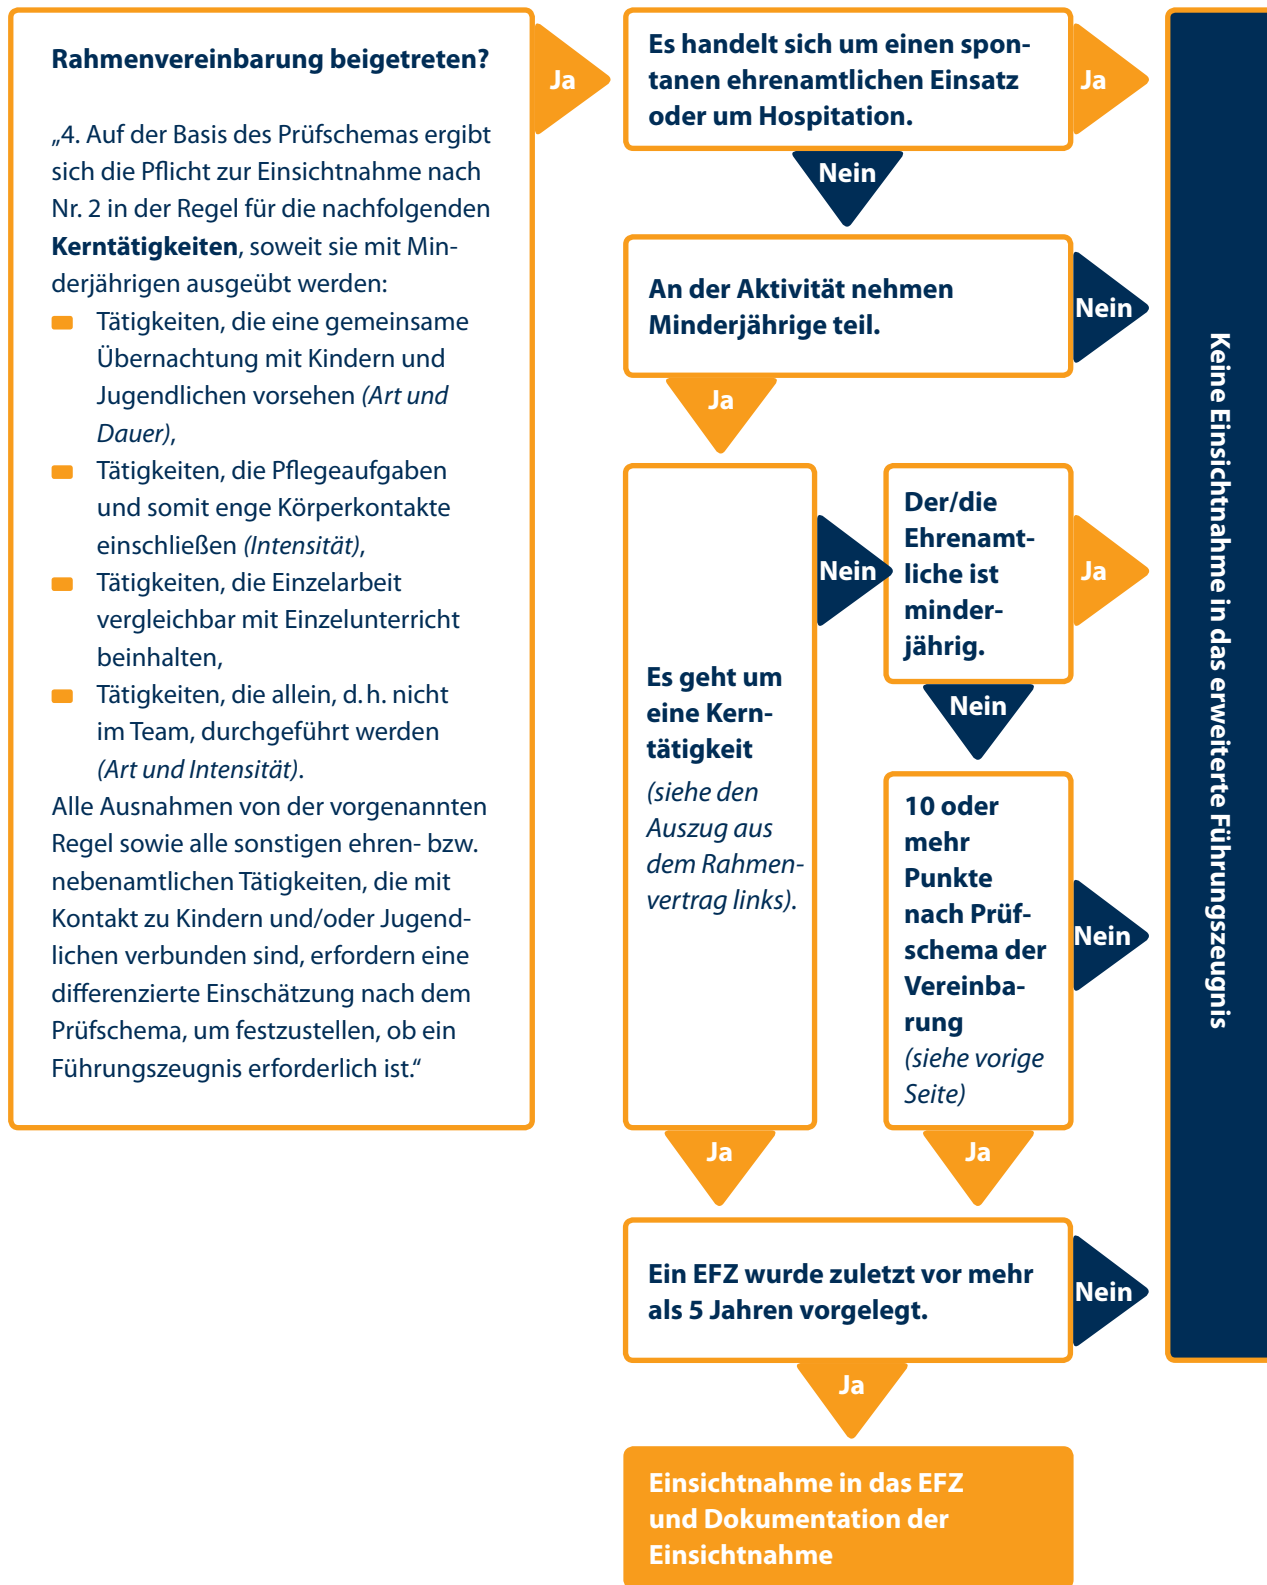 Rahmenvereinbarung beigetreten?
„4. Auf der Basis des Prüfschemas ergibt
sich die Pflicht zur Einsichtnahme nach
Nr. 2 in der Regel für die nachfolgenden
Kerntätigkeiten, soweit sie mit Min-
derjährigen ausgeübt werden:
Tätigkeiten, die eine gemeinsame
Übernachtung mit Kindern und
Jugendlichen vorsehen (Art und
Dauer),
Tätigkeiten, die Pflegeaufgaben
und somit enge Körperkontakte
einschließen (Intensität),
Tätigkeiten, die Einzelarbeit
vergleichbar mit Einzelunterricht
beinhalten,
Tätigkeiten, die allein, d. h. nicht
im Team, durchgeführt werden
(Art und Intensität).
Alle Ausnahmen von der vorgenannten
Regel sowie alle sonstigen ehren- bzw.
nebenamtlichen Tätigkeiten, die mit
Kontakt zu Kindern und/oder Jugend-
lichen verbunden sind, erfordern eine
differenzierte Einschätzung nach dem
Prüfschema, um festzustellen, ob ein
Führungszeugnis erforderlich ist.“
Ja
Es handelt sich um einen spon-
tanen ehrenamtlichen Einsatz
oder um Hospitation.
Ja
Nein
An der Aktivität nehmen
Minderjährige teil.
Nein
Ja
Es geht um
eine Kern-
tätigkeit
(siehe den
Auszug aus
dem Rahmen-
vertrag links).
Nein
Der/die
Ehrenamt-
liche ist
minder-
jährig.
Ja
Nein
10 oder
mehr
Punkte
nach Prüf-
schema der
Vereinba-
rung
(siehe vorige
Seite)
Nein
Ja
Ja
Ein EFZ wurde zuletzt vor mehr
als 5 Jahren vorgelegt.
Nein
Ja
Einsichtnahme in das EFZ
und Dokumentation der
Einsichtnahme
Keine Einsichtnahme in das erweiterte Führungszeugnis